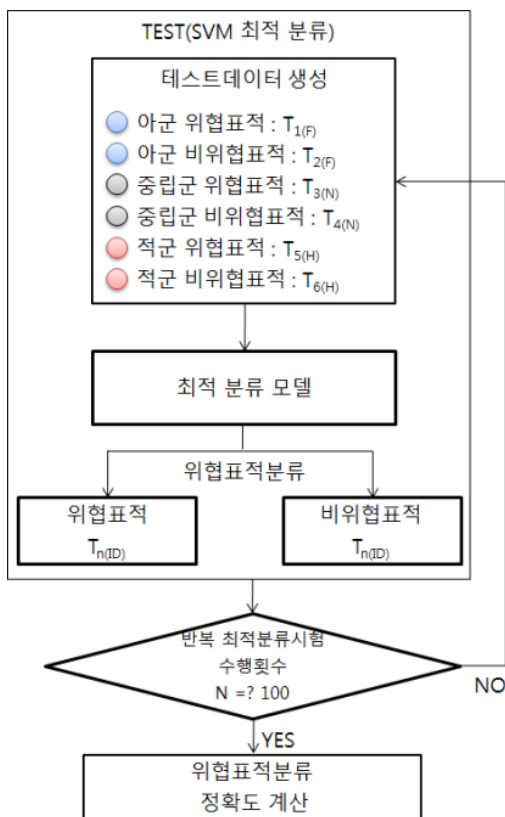 TEST(SVM 최적 분류)
테스트데이터 생성
아군 위협표적 : T1(F)
아군 비위협표적 : T2(F)
중립군 위협표적 : T3(N)
중립군 비위협표적 : T4(N)
적군 위협표적 : T5(H)
적군 비위협표적 : T6(H)
최적 분류 모델
위협표적분류
위협표적
Tn(ID)
비위협표적
Tn(ID)
반복 최적분류시험
수행횟수
N =? 100
NO
YES
위협표적분류
정확도 계산